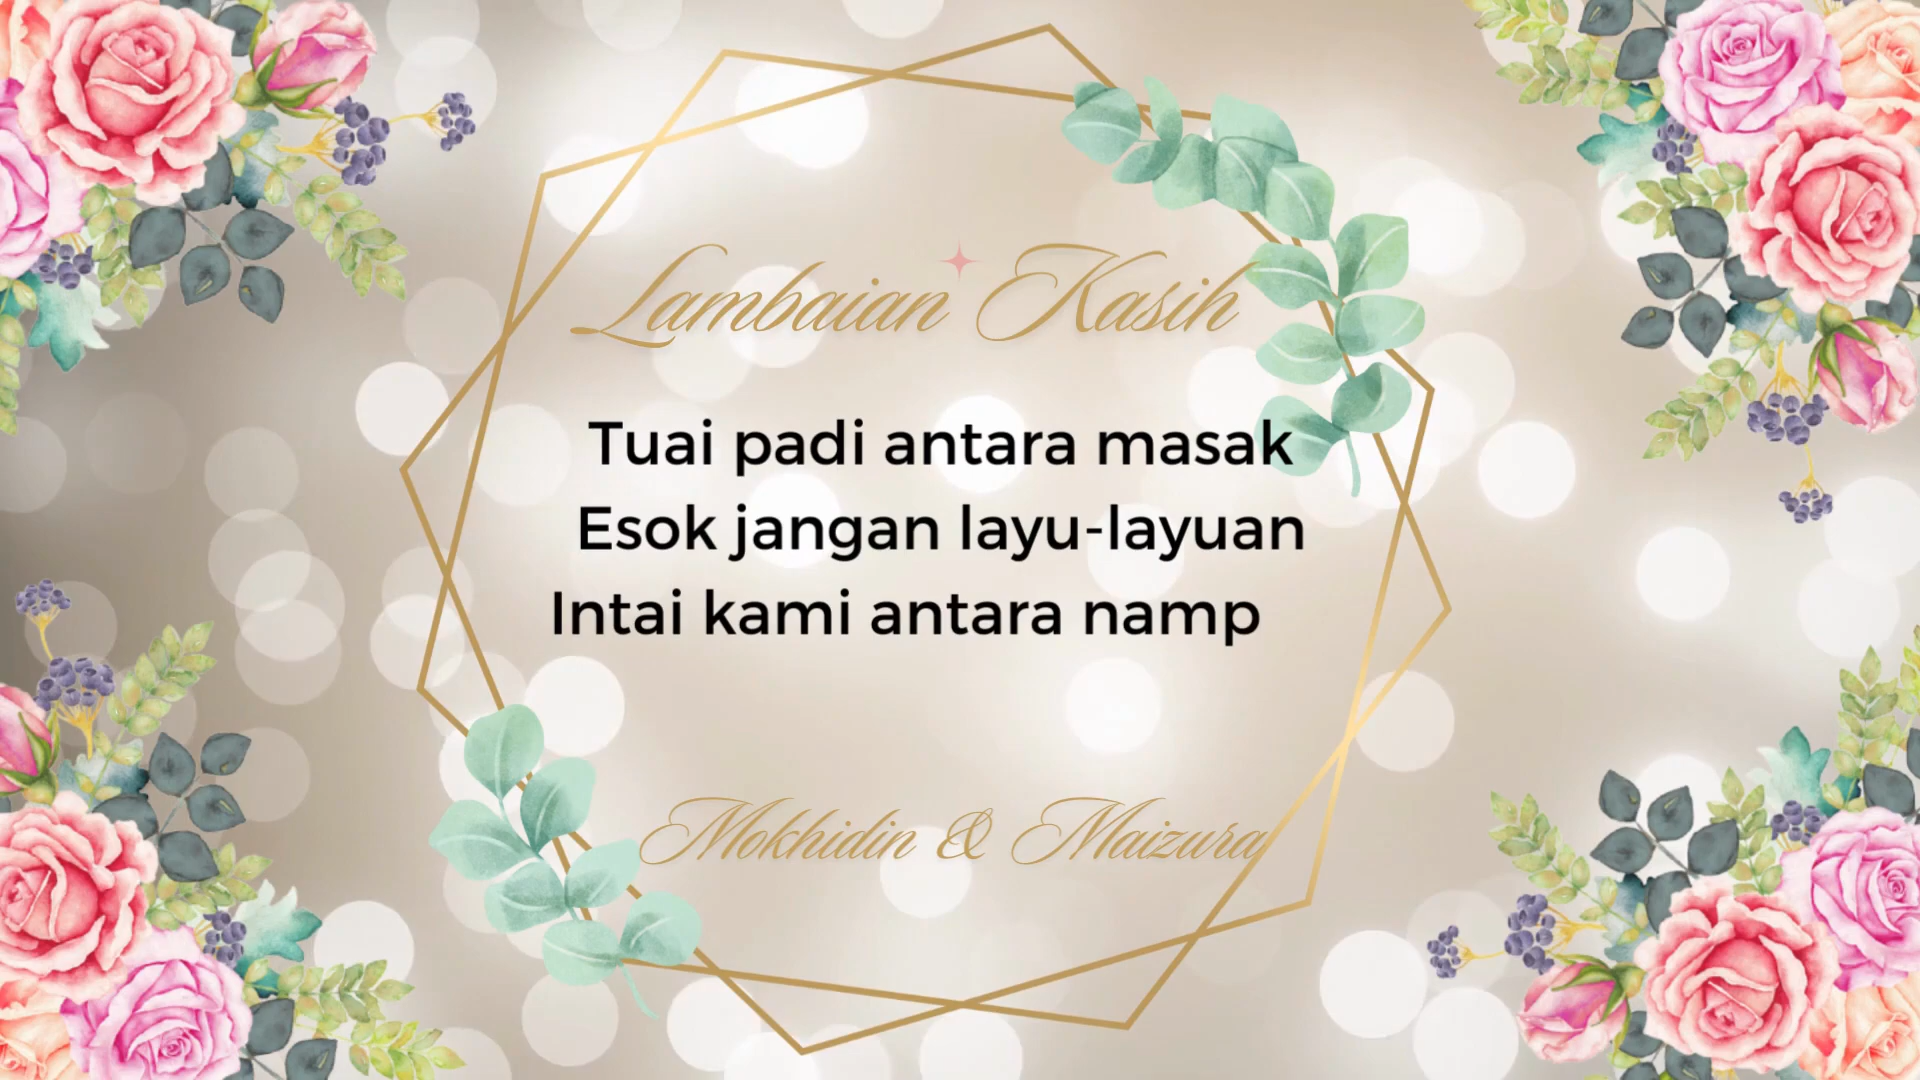 Lambaian Kasih
Tuai padi antara masak
Esok jangan layu-layuan
Intai kami antara namp
Mokhidin & Maizura